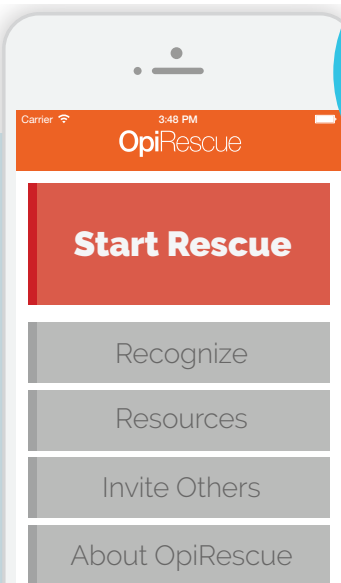 Carrier 3:48 PM
OpiRescue
Start Rescue
Recognize
Resources
Invite Others
About OpiRescue